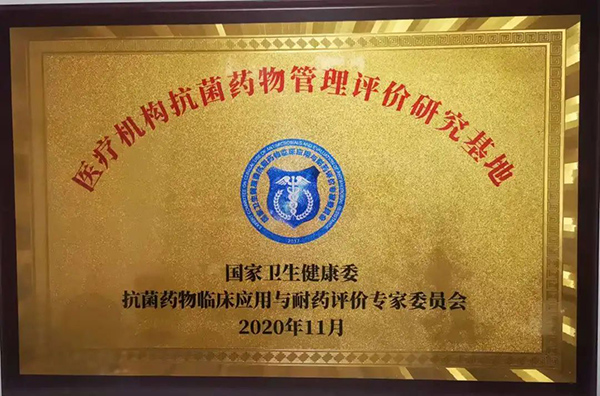 医疗机构抗菌药物管理评价研究基地
2017
国家卫生健康委
抗菌药物临床应用与耐药评价专家委员会
2020年11月